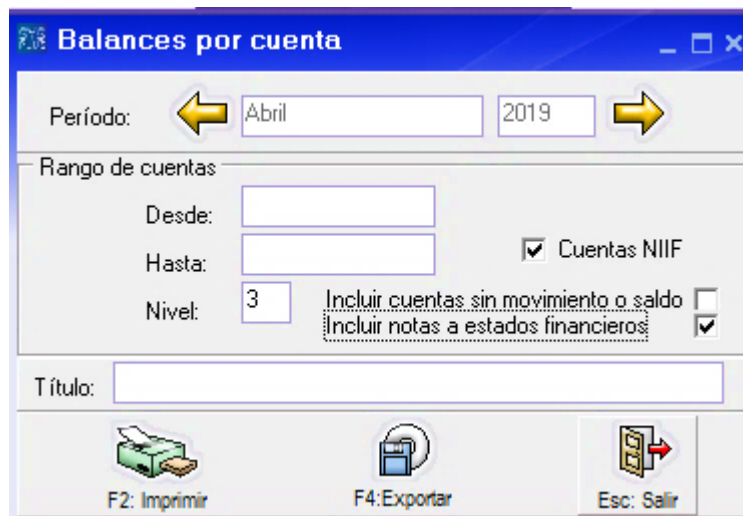 Balances por cuenta
Período: Abril 2019
Rango de cuentas
Desde:
Hasta:
Cuentas NIIF
Nivel: 3
Incluir cuentas sin movimiento o saldo
Incluir notas a estados financieros
Título:
F2: Imprimir F4:Exportar Esc: Salir